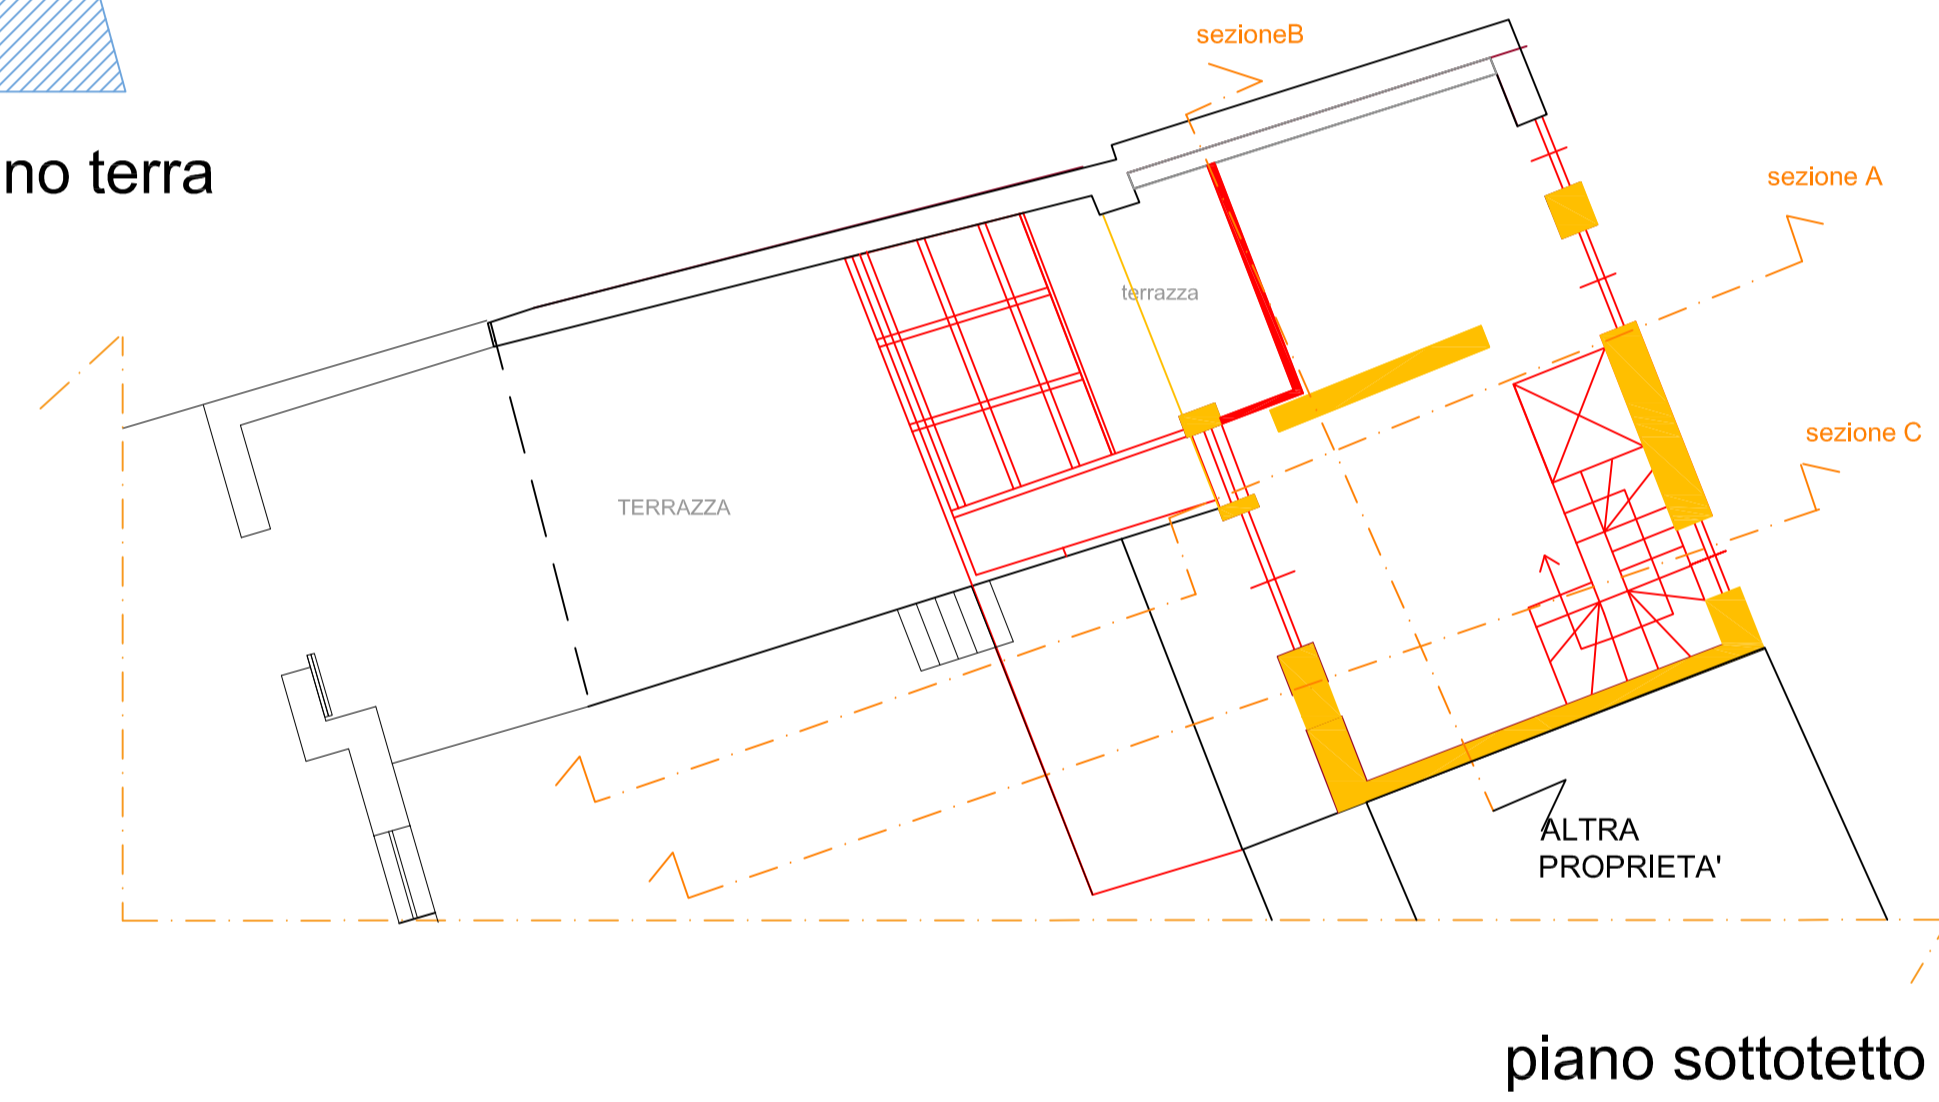 sezioneB
no terra
sezione A
terrazza
sezione C
TERRAZZA
ALTRA
PROPRIETA'
piano sottotetto